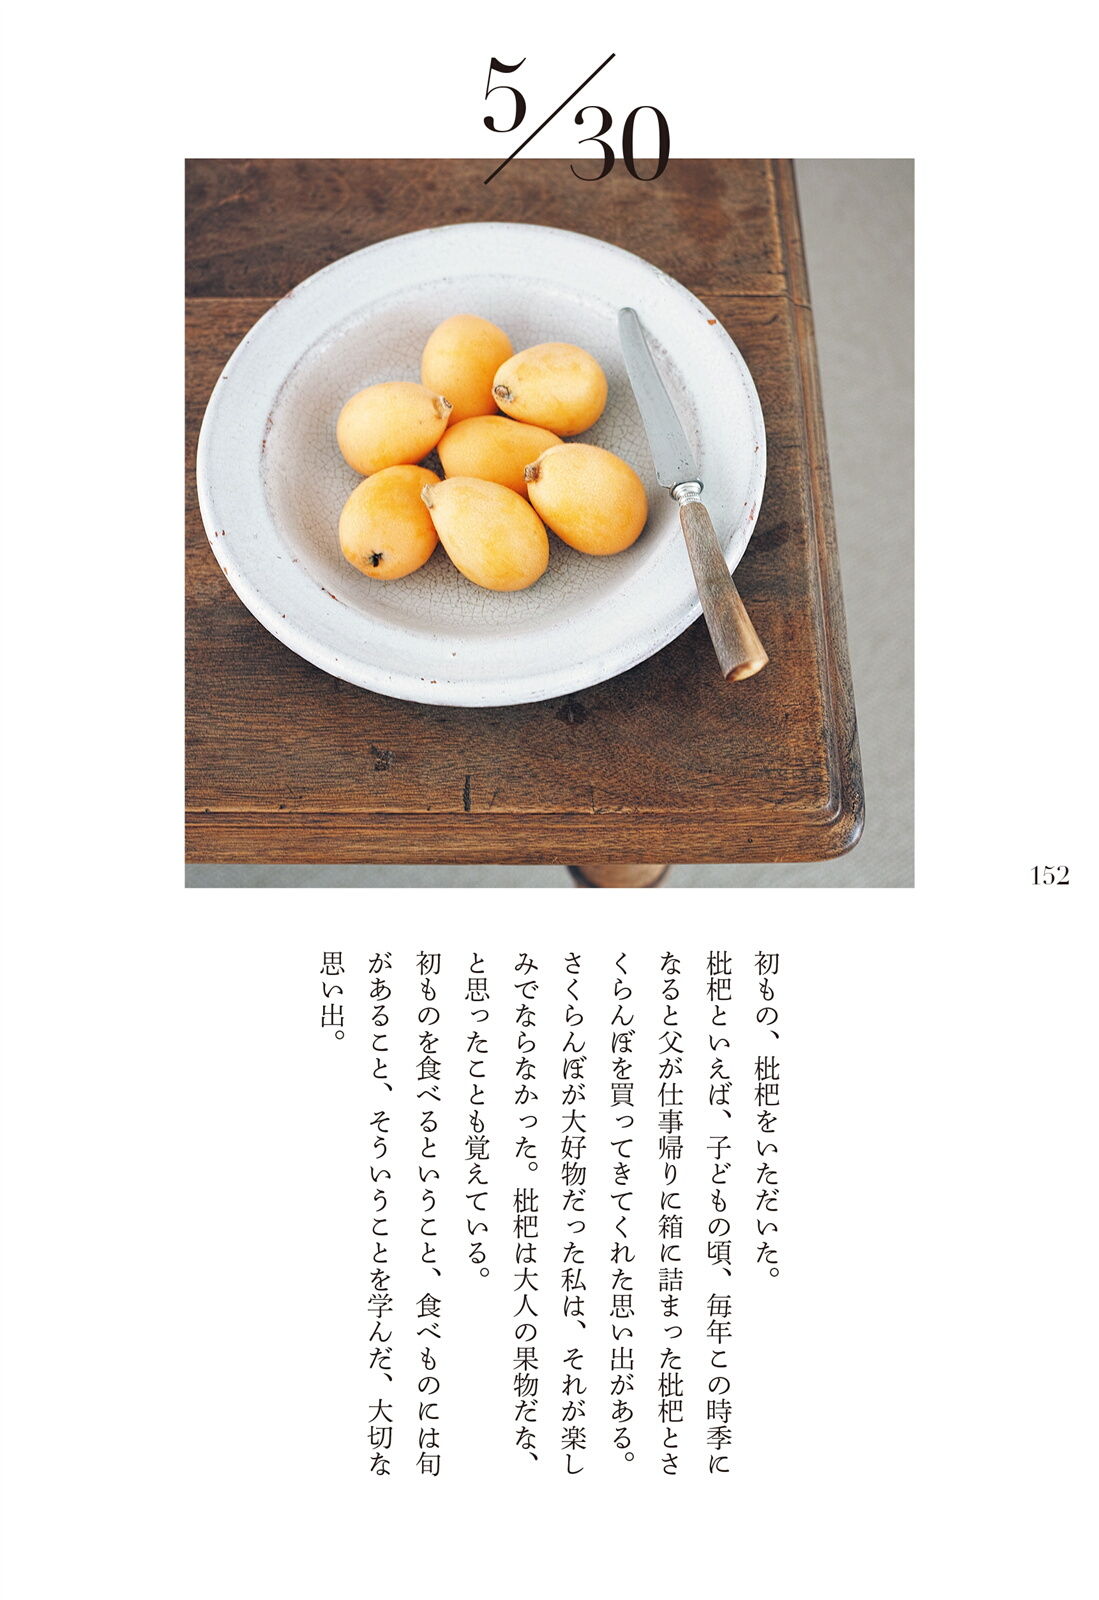 5/30
152
初もの、枇杷をいただいた。
枇杷といえば、子どもの頃、毎年この時季に
なると父が仕事帰りに箱に詰まった枇杷とさ
くらんぼを買ってきてくれた思い出がある。
さくらんぼが大好物だった私は、それが楽し
みでならなかった。枇杷は大人の果物だな、
と思ったことも覚えている。
初ものを食べるということ、食べものには旬
があること、そういうことを学んだ、大切な
思い出。